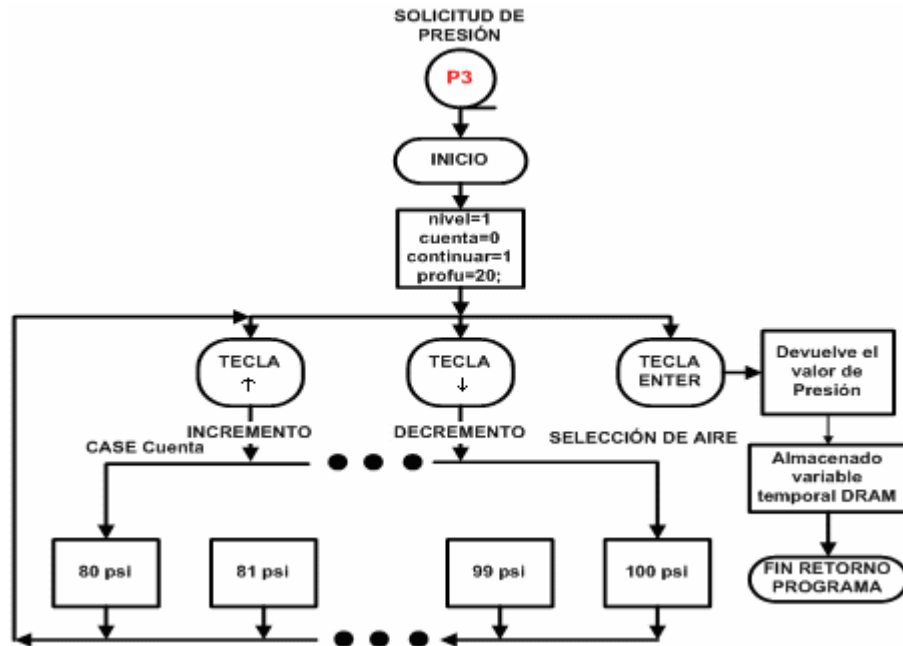 SOLICITUD DE
PRESIÓN
P3
INICIO
nivel=1
cuenta=0
continuar=1
profu=20;
TECLA
↑
TECLA
↓
TECLA
ENTER
Devuelve el
valor de
Presión
INCREMENTO
DECREMENTO
SELECCIÓN DE AIRE
CASE Cuenta
Almacenado
variable
temporal DRAM
80 psi
81 psi
99 psi
100 psi
FIN RETORNO
PROGRAMA